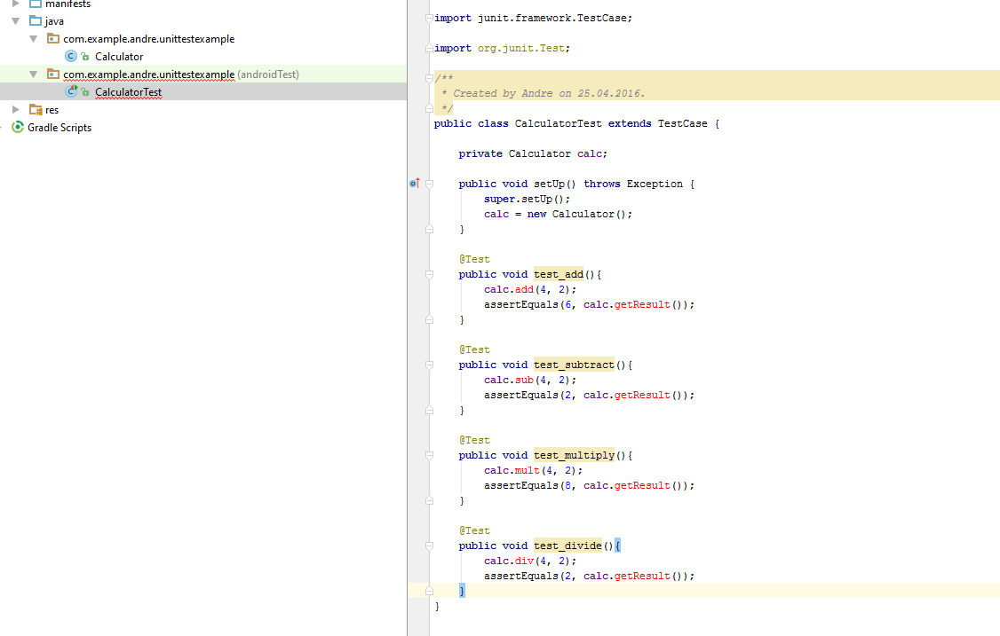 manifests
java
com.example.andre.unittestexample
Calculator
com.example.andre.unittestexample (androidTest)
CalculatorTest
res
Gradle Scripts
import junit.framework.TestCase;
import org.junit.Test;
/**
 * Created by Andre on 25.04.2016.
 */
public class CalculatorTest extends TestCase {
    private Calculator calc;
    public void setUp() throws Exception {
        super.setUp();
        calc = new Calculator();
    }
    @Test
    public void test_add(){
        calc.add(4, 2);
        assertEquals(6, calc.getResult());
    }
    @Test
    public void test_subtract(){
        calc.sub(4, 2);
        assertEquals(2, calc.getResult());
    }
    @Test
    public void test_multiply(){
        calc.mult(4, 2);
        assertEquals(8, calc.getResult());
    }
    @Test
    public void test_divide(){
        calc.div(4, 2);
        assertEquals(2, calc.getResult());
    }
}